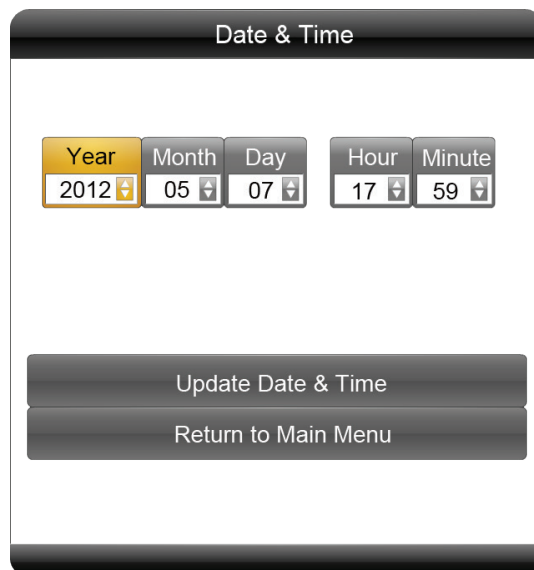 Date & Time
Year Month Day Hour Minute
2012 05 07 17 59
Update Date & Time
Return to Main Menu